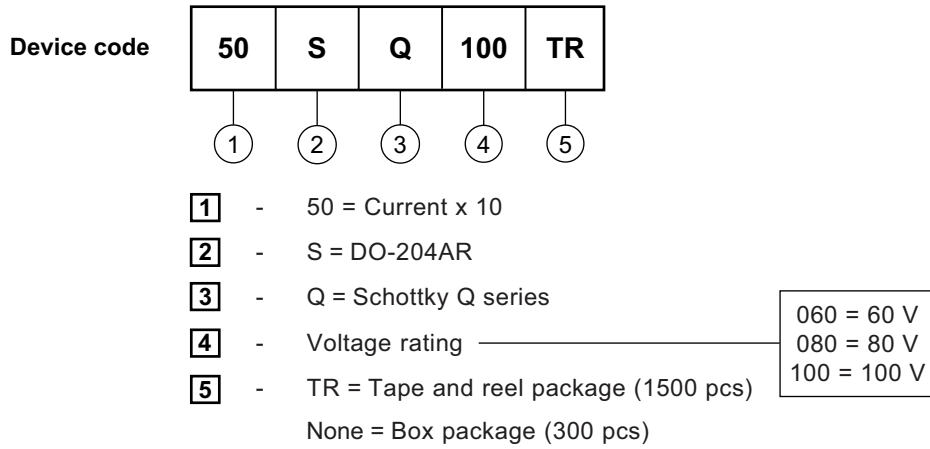 Device code 50 S Q 100 TR
1 2 3 4 5
1 - 50 = Current x 10
2 - S = DO-204AR
3 - Q = Schottky Q series
4 - Voltage rating
060 = 60 V
080 = 80 V
100 = 100 V
5 - TR = Tape and reel package (1500 pcs)
None = Box package (300 pcs)